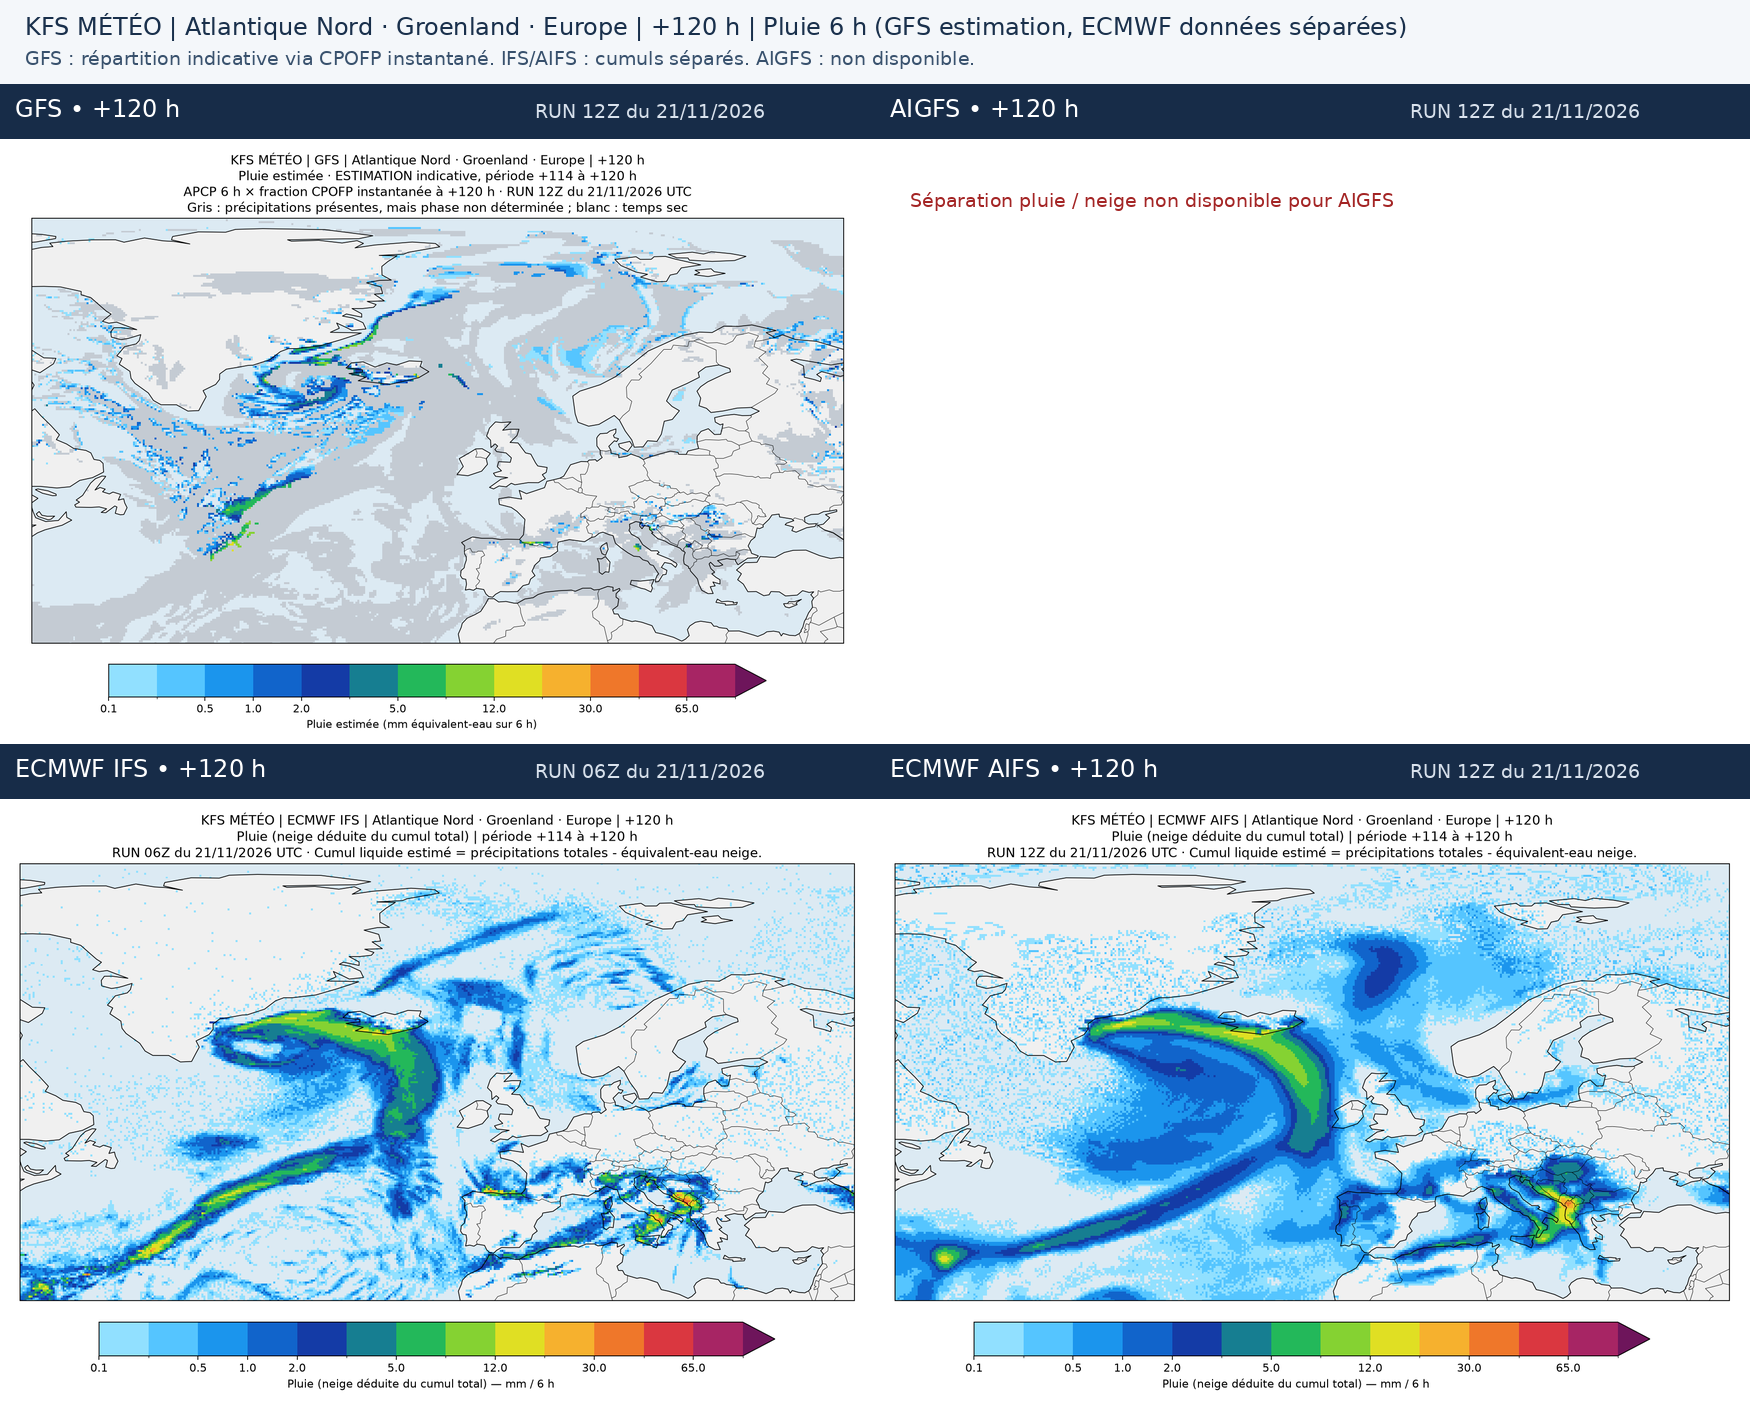 KFS MÉTÉO | Atlantique Nord · Groenland · Europe | +120 h | Pluie 6 h (GFS estimation, ECMWF données séparées)
GFS : répartition indicative via CPOFP instantané. IFS/AIFS : cumuls séparés. AIGFS : non disponible.
GFS • +120 h
RUN 12Z du 21/11/2026
KFS MÉTÉO | GFS | Atlantique Nord · Groenland · Europe | +120 h
Pluie estimée · ESTIMATION indicative, période +114 à +120 h
APCP 6 h × fraction CPOFP instantanée à +120 h · RUN 12Z du 21/11/2026 UTC
Gris : précipitations présentes, mais phase non déterminée ; blanc : temps sec
0.1 0.5 1.0 2.0 5.0 12.0 30.0 65.0
Pluie estimée (mm équivalent-eau sur 6 h)
AIGFS • +120 h
RUN 12Z du 21/11/2026
Séparation pluie / neige non disponible pour AIGFS
ECMWF IFS • +120 h
RUN 06Z du 21/11/2026
KFS MÉTÉO | ECMWF IFS | Atlantique Nord · Groenland · Europe | +120 h
Pluie (neige déduite du cumul total) | période +114 à +120 h
RUN 06Z du 21/11/2026 UTC · Cumul liquide estimé = précipitations totales - équivalent-eau neige.
0.1 0.5 1.0 2.0 5.0 12.0 30.0 65.0
Pluie (neige déduite du cumul total) — mm / 6 h
ECMWF AIFS • +120 h
RUN 12Z du 21/11/2026
KFS MÉTÉO | ECMWF AIFS | Atlantique Nord · Groenland · Europe | +120 h
Pluie (neige déduite du cumul total) | période +114 à +120 h
RUN 12Z du 21/11/2026 UTC · Cumul liquide estimé = précipitations totales - équivalent-eau neige.
0.1 0.5 1.0 2.0 5.0 12.0 30.0 65.0
Pluie (neige déduite du cumul total) — mm / 6 h